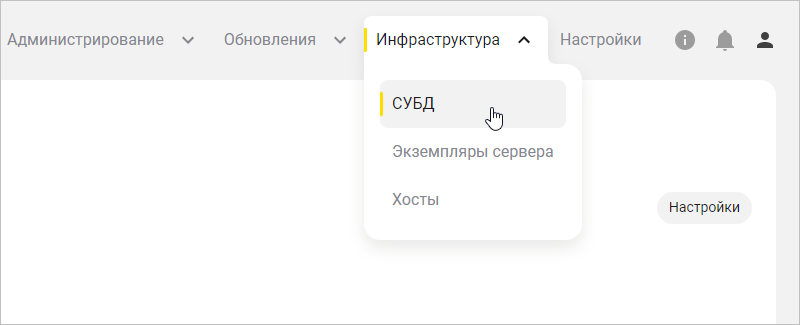 Администрирование Обновления Инфраструктура Настройки
СУБД
Экземпляры сервера
Хосты
Настройки